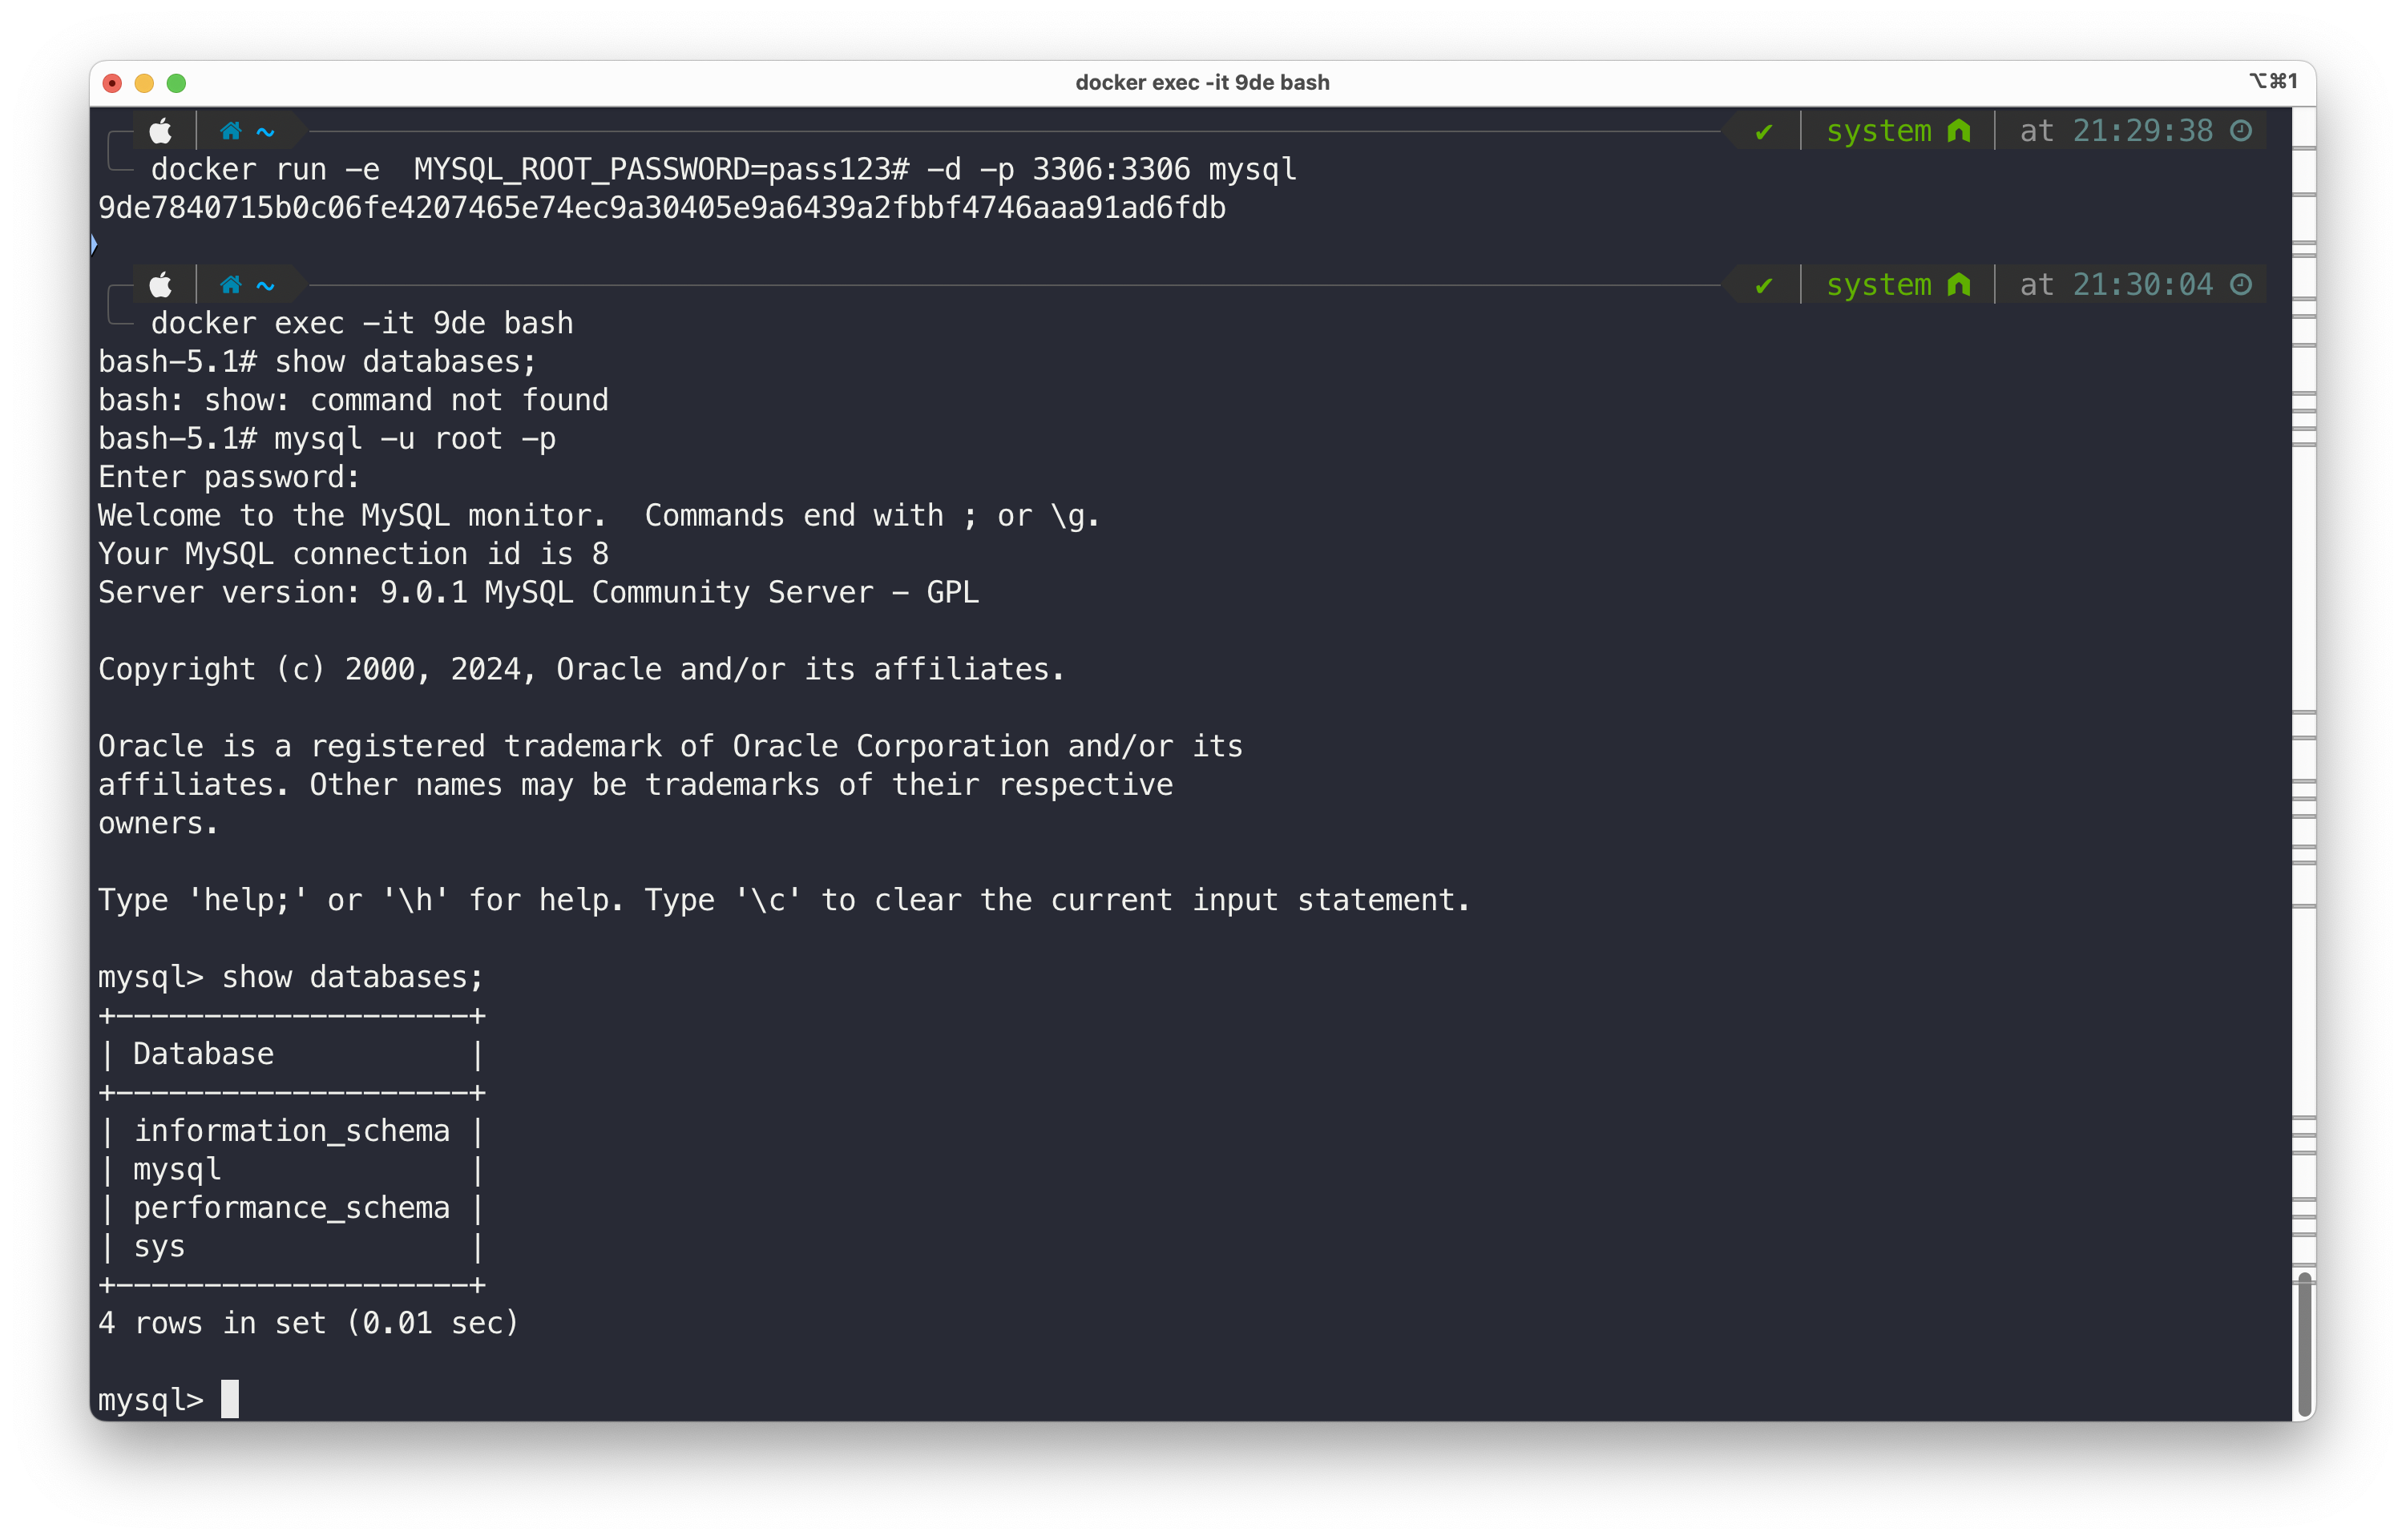 docker exec -it 9de bash
⌥⌘1
~ ✔ system at 21:29:38
docker run -e  MYSQL_ROOT_PASSWORD=pass123# -d -p 3306:3306 mysql
9de7840715b0c06fe4207465e74ec9a30405e9a6439a2fbbf4746aaa91ad6fdb
~ ✔ system at 21:30:04
docker exec -it 9de bash
bash-5.1# show databases;
bash: show: command not found
bash-5.1# mysql -u root -p
Enter password:
Welcome to the MySQL monitor.  Commands end with ; or \g.
Your MySQL connection id is 8
Server version: 9.0.1 MySQL Community Server - GPL
Copyright (c) 2000, 2024, Oracle and/or its affiliates.
Oracle is a registered trademark of Oracle Corporation and/or its
affiliates. Other names may be trademarks of their respective
owners.
Type 'help;' or '\h' for help. Type '\c' to clear the current input statement.
mysql> show databases;
+--------------------+
| Database           |
+--------------------+
| information_schema |
| mysql              |
| performance_schema |
| sys                |
+--------------------+
4 rows in set (0.01 sec)
mysql>